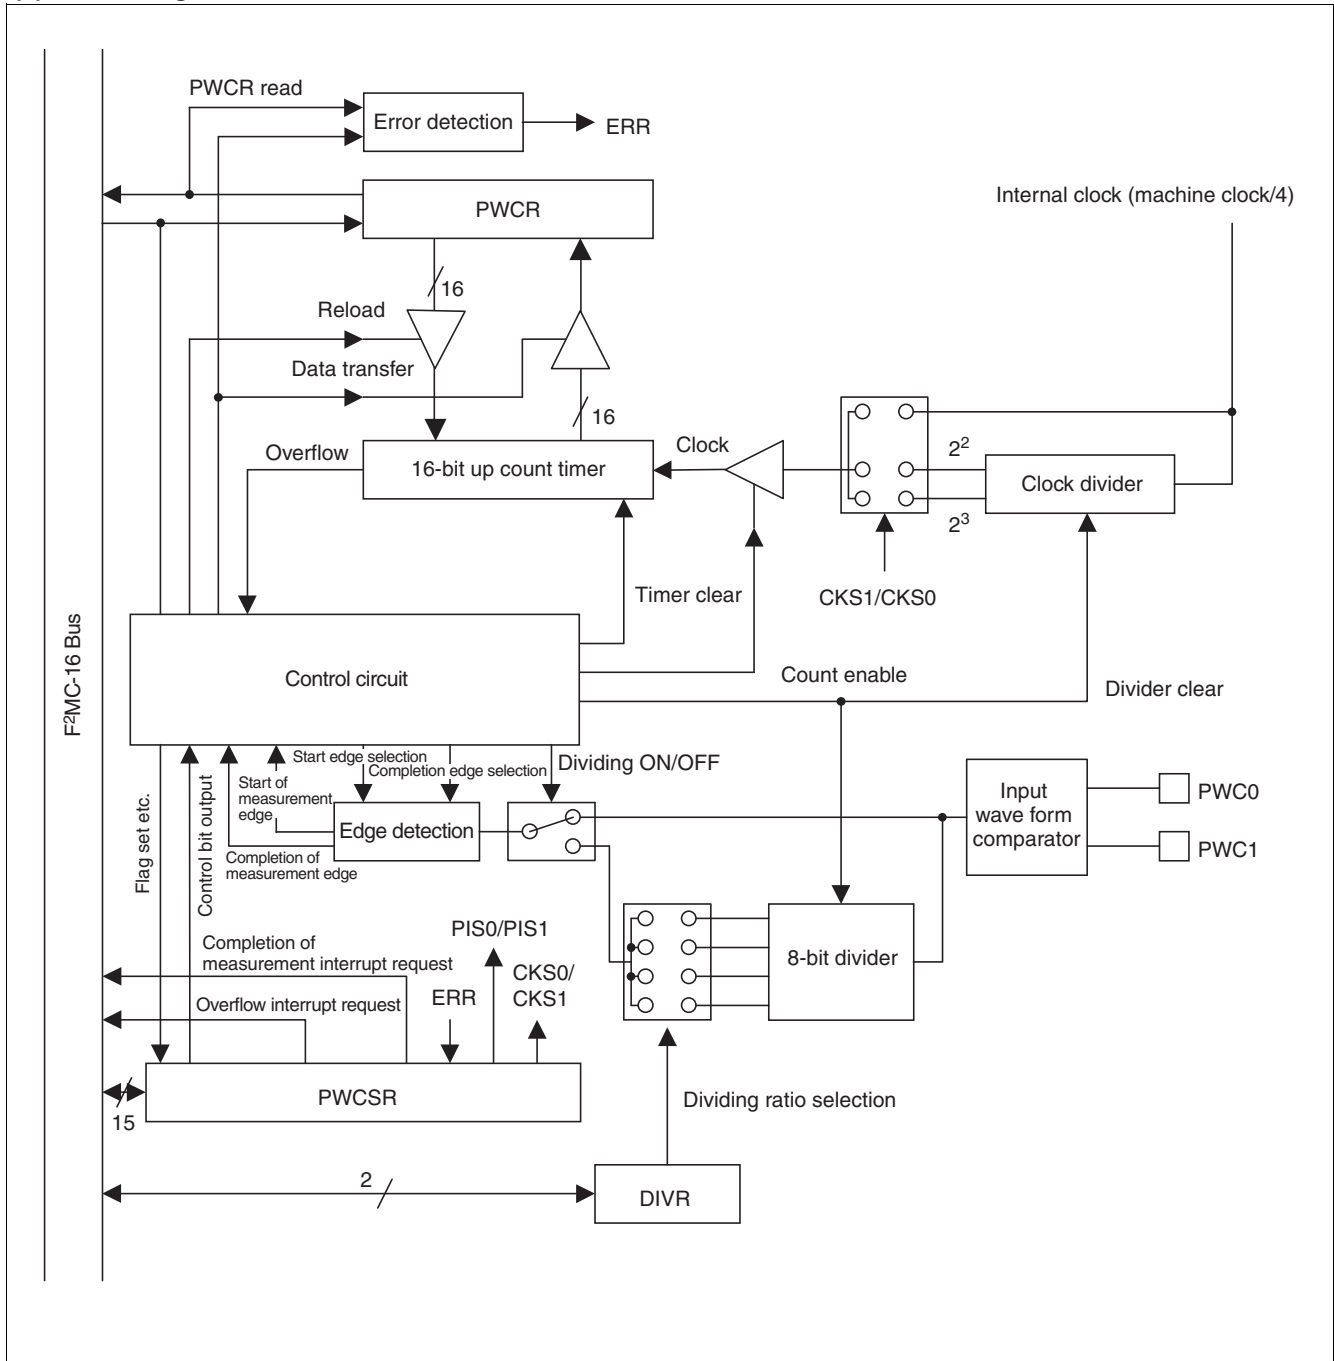 PWCR read
Error detection
ERR
PWCR
Internal clock (machine clock/4)
16
Reload
Data transfer
16
Overflow
16-bit up count timer
Clock
2²
Clock divider
2³
CKS1/CKS0
Timer clear
F²MC-16 Bus
Control circuit
Count enable
Divider clear
Start edge selection
Completion edge selection
Dividing ON/OFF
Start of
measurement
edge
Edge detection
Completion of
measurement edge
Flag set etc.
Control bit output
Input
wave form
comparator
PWC0
PWC1
8-bit divider
PIS0/PIS1
Completion of
measurement interrupt request
CKS0/
CKS1
ERR
Overflow interrupt request
PWCSR
15
Dividing ratio selection
2
DIVR